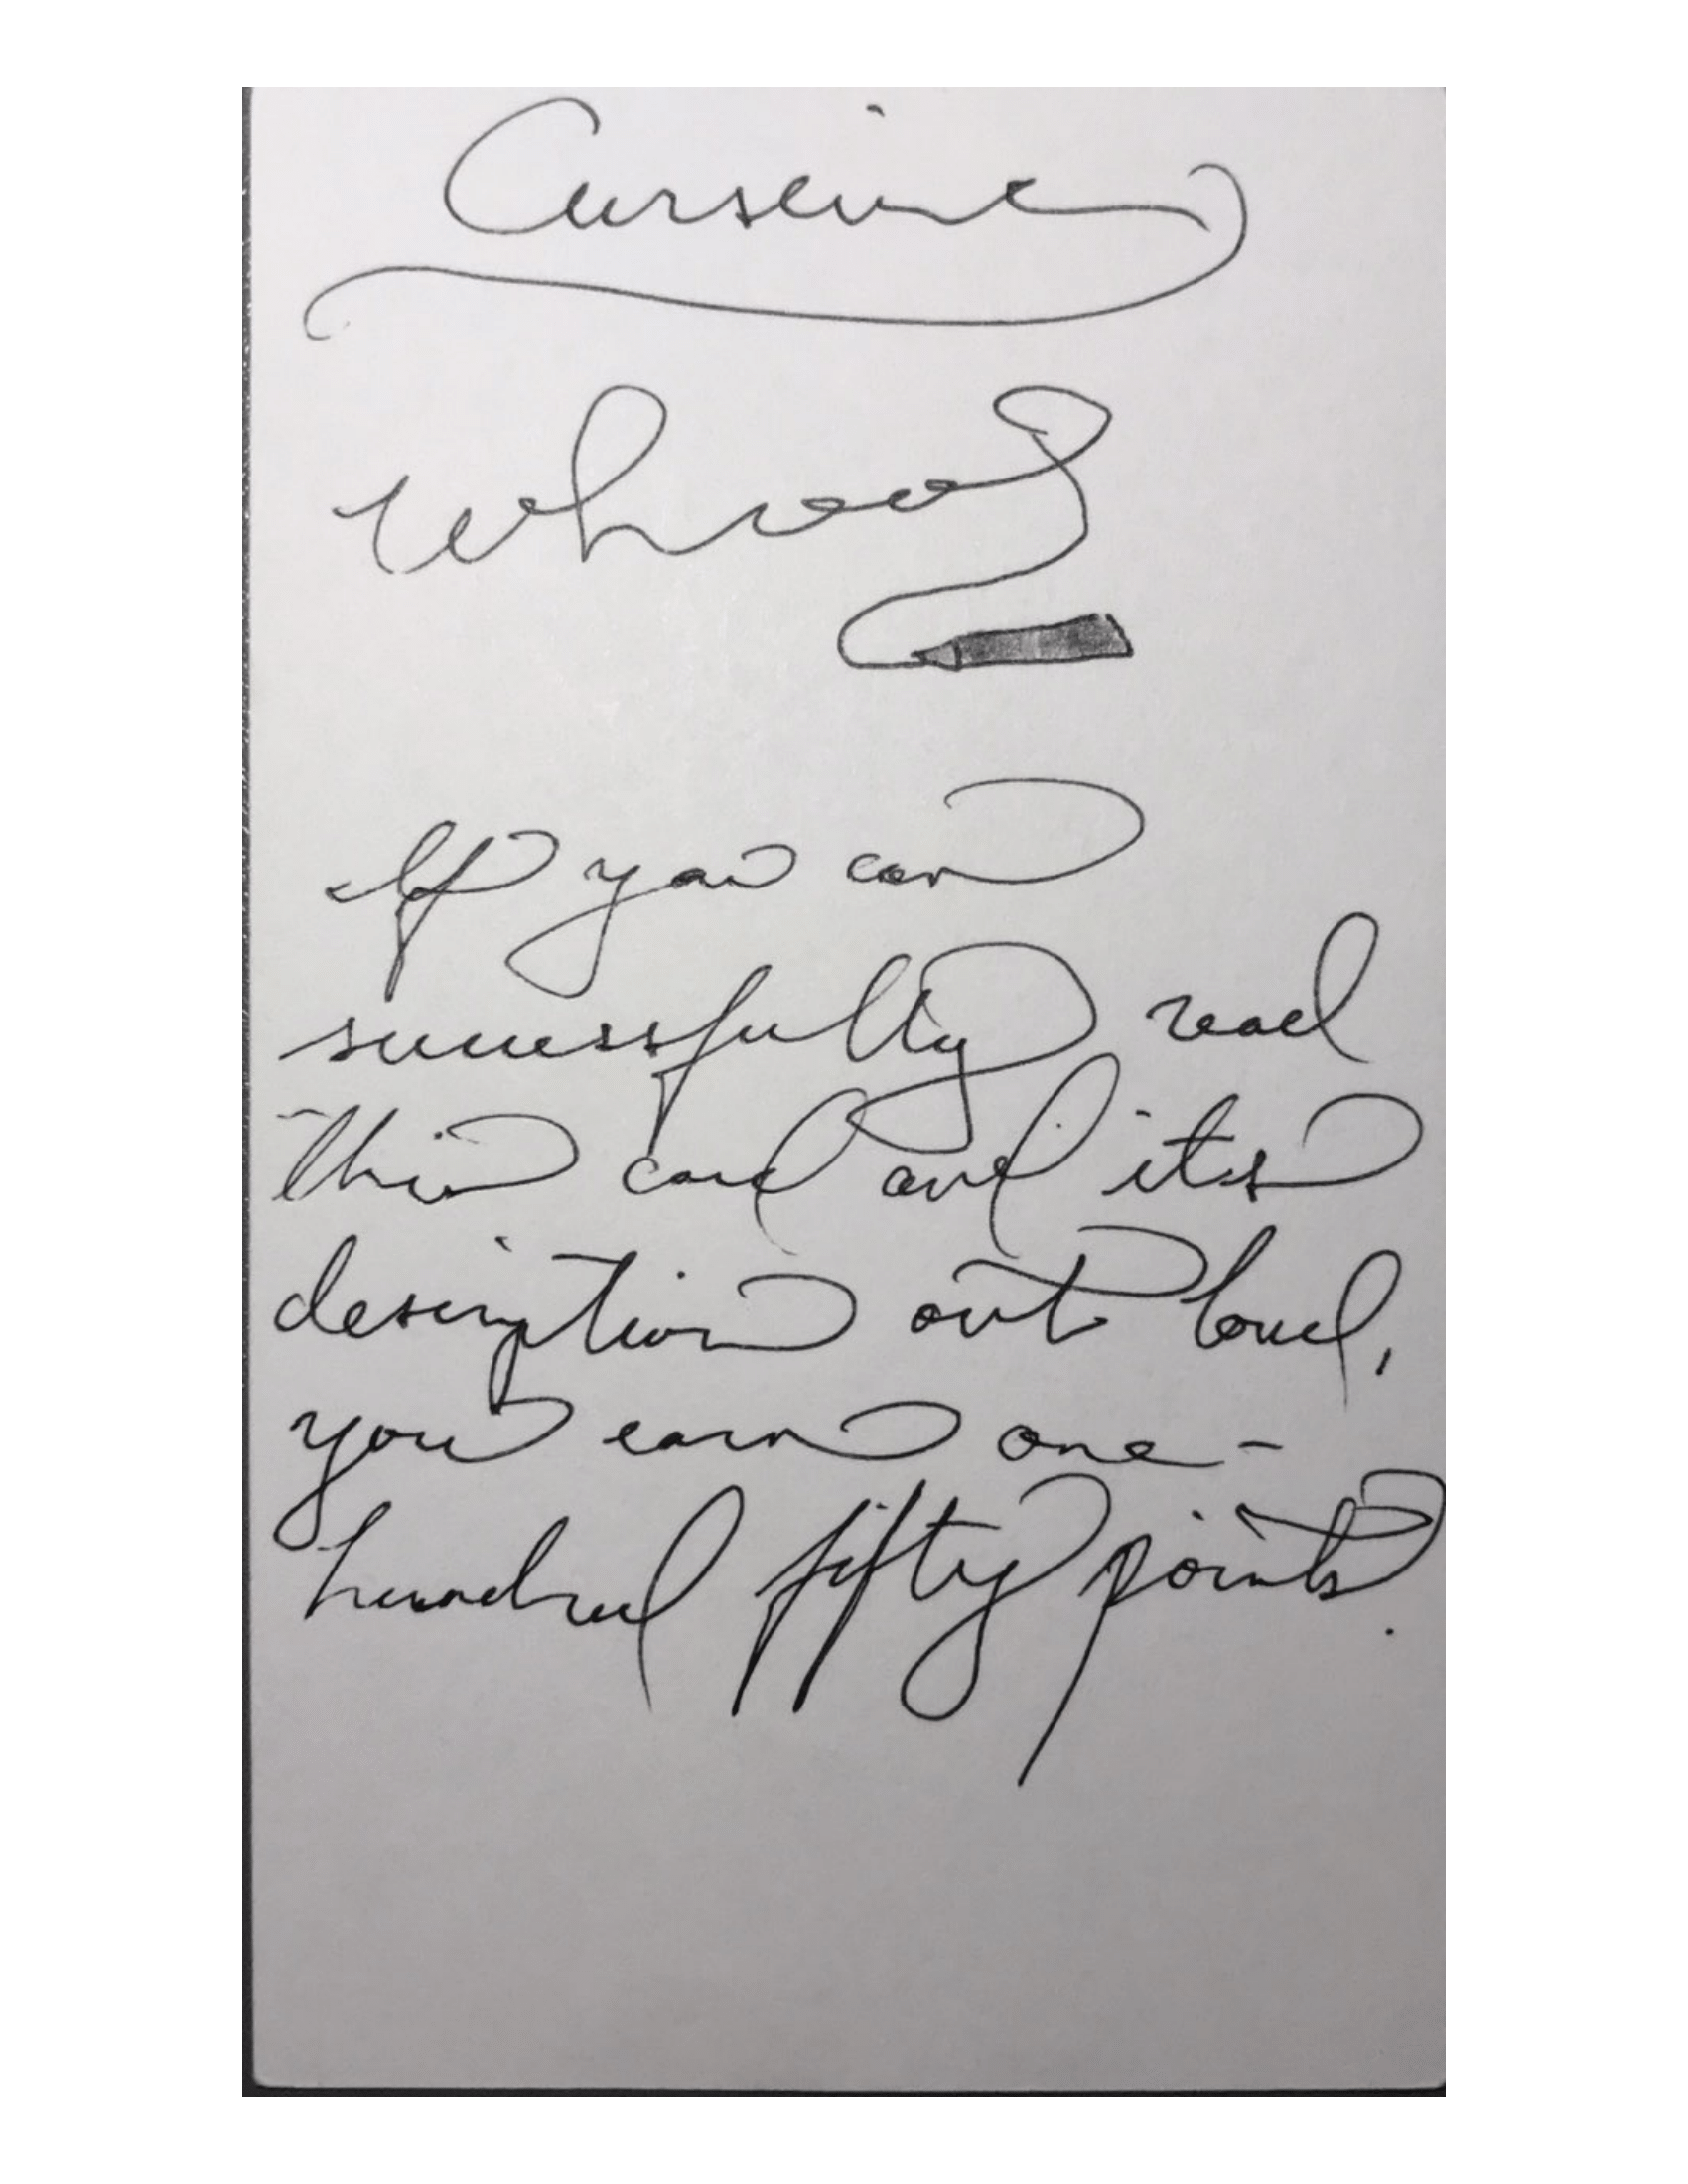 Cursive
If you can
successfully read
this card and its
description out loud,
you earn one-
hundred fifty points.